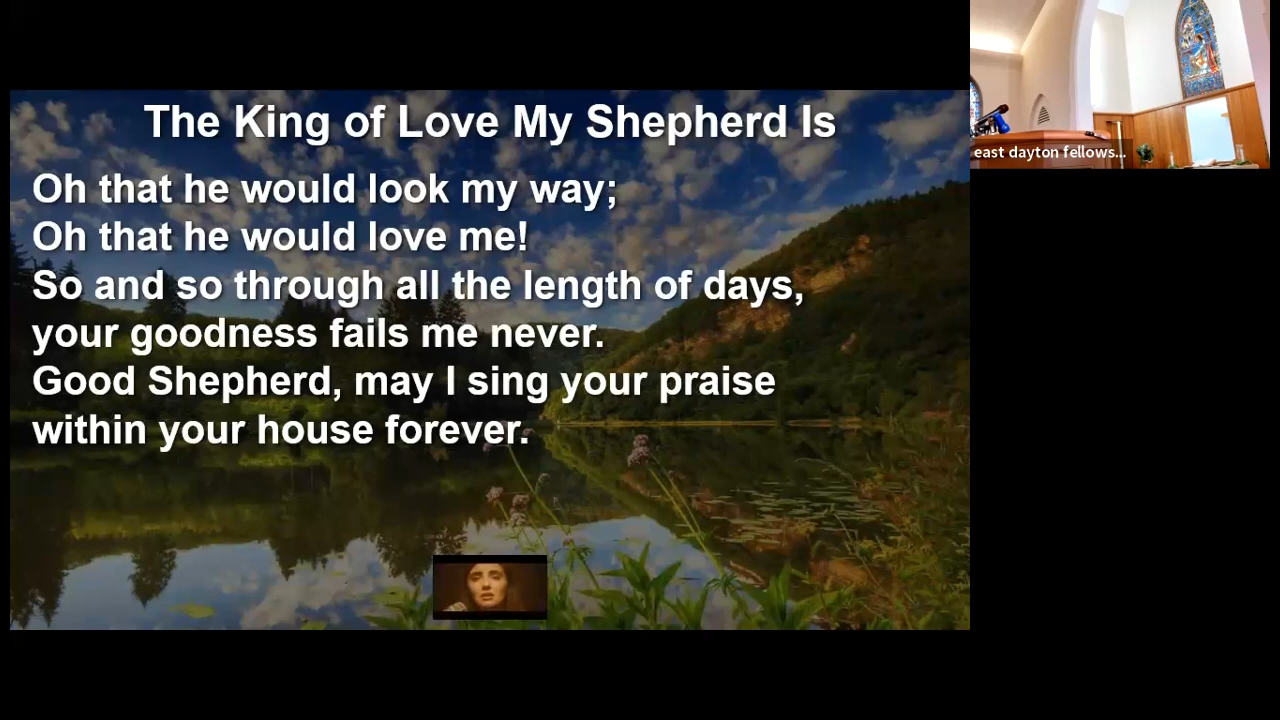 The King of Love My Shepherd Is
Oh that he would look my way;
Oh that he would love me!
So and so through all the length of days,
your goodness fails me never.
Good Shepherd, may I sing your praise
within your house forever.
east dayton fellows...